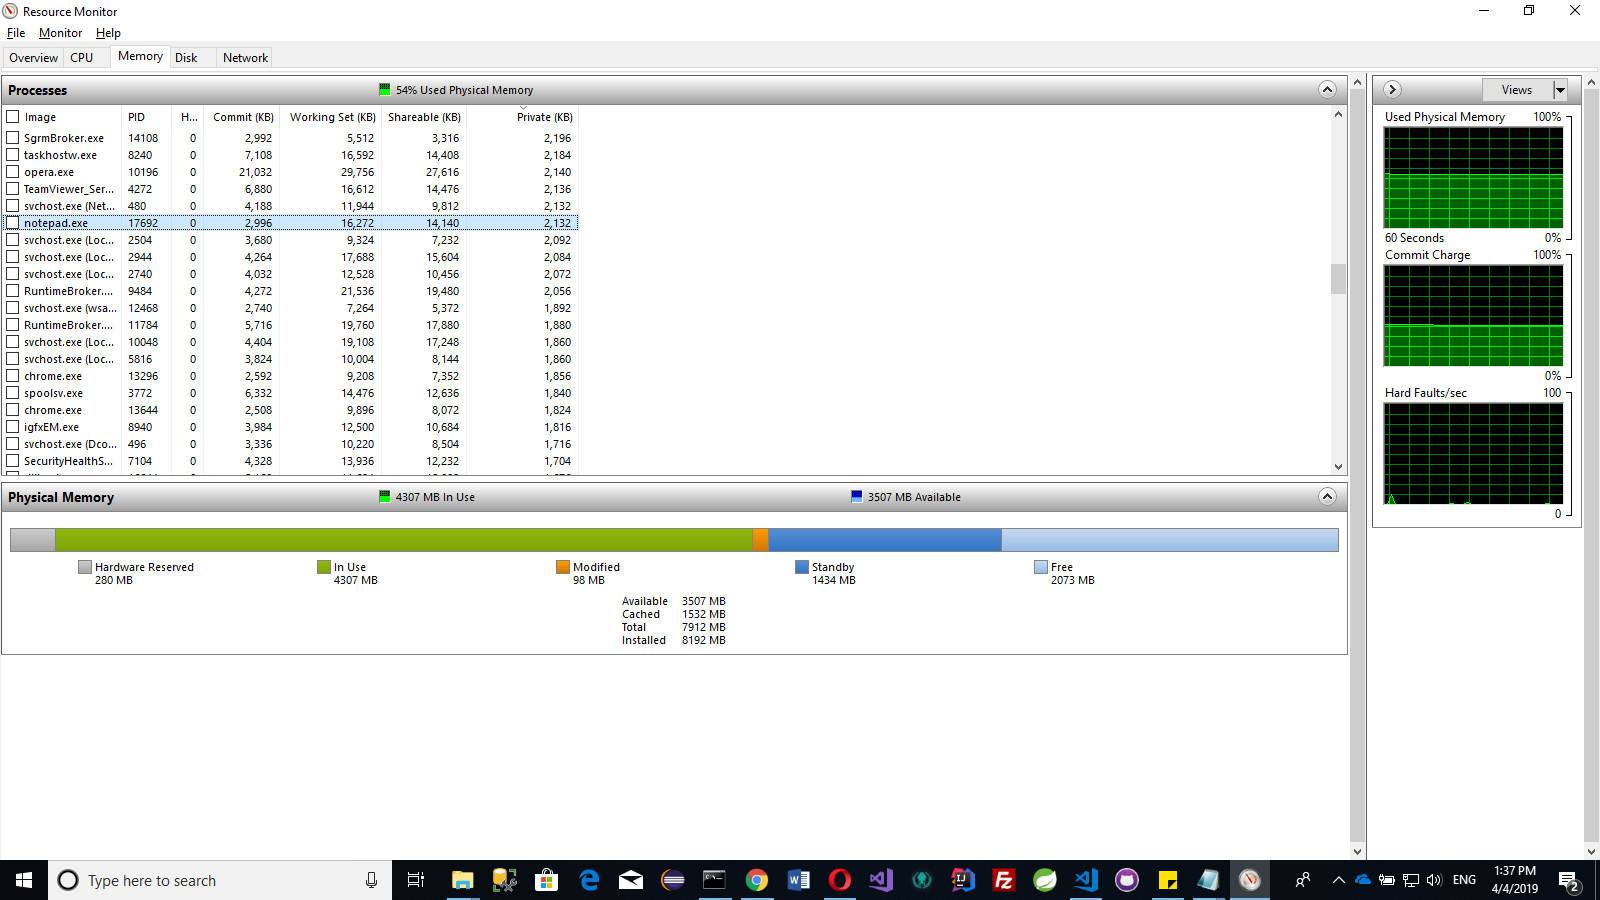 Resource Monitor
File Monitor Help
Overview CPU Memory Disk Network
Processes 54% Used Physical Memory
Image PID H... Commit (KB) Working Set (KB) Shareable (KB) Private (KB)
SgrmBroker.exe 14108 0 2,992 5,512 3,316 2,196
taskhostw.exe 8240 0 7,108 16,592 14,408 2,184
opera.exe 10196 0 21,032 29,756 27,616 2,140
TeamViewer_Ser... 4272 0 6,880 16,612 14,476 2,136
svchost.exe (Net... 480 0 4,188 11,944 9,812 2,132
notepad.exe 17692 0 2,996 16,272 14,140 2,132
svchost.exe (Loc... 2504 0 3,680 9,324 7,232 2,092
svchost.exe (Loc... 2944 0 4,264 17,688 15,604 2,084
svchost.exe (Loc... 2740 0 4,032 12,528 10,456 2,072
RuntimeBroker.... 9484 0 4,272 21,536 19,480 2,056
svchost.exe (wsa... 12468 0 2,740 7,264 5,372 1,892
RuntimeBroker.... 11784 0 5,716 19,760 17,880 1,880
svchost.exe (Loc... 10048 0 4,404 19,108 17,248 1,860
svchost.exe (Loc... 5816 0 3,824 10,004 8,144 1,860
chrome.exe 13296 0 2,592 9,208 7,352 1,856
spoolsv.exe 3772 0 6,332 14,476 12,636 1,840
chrome.exe 13644 0 2,508 9,896 8,072 1,824
igfxEM.exe 8940 0 3,984 12,500 10,684 1,816
svchost.exe (Dco... 496 0 3,336 10,220 8,504 1,716
SecurityHealthS... 7104 0 4,328 13,936 12,232 1,704
Physical Memory 4307 MB In Use 3507 MB Available
Hardware Reserved In Use Modified Standby Free
280 MB 4307 MB 98 MB 1434 MB 2073 MB
Available 3507 MB
Cached 1532 MB
Total 7912 MB
Installed 8192 MB
Views
Used Physical Memory 100%
60 Seconds 0%
Commit Charge 100%
0%
Hard Faults/sec 100
0
Type here to search
ENG
1:37 PM
4/4/2019
2